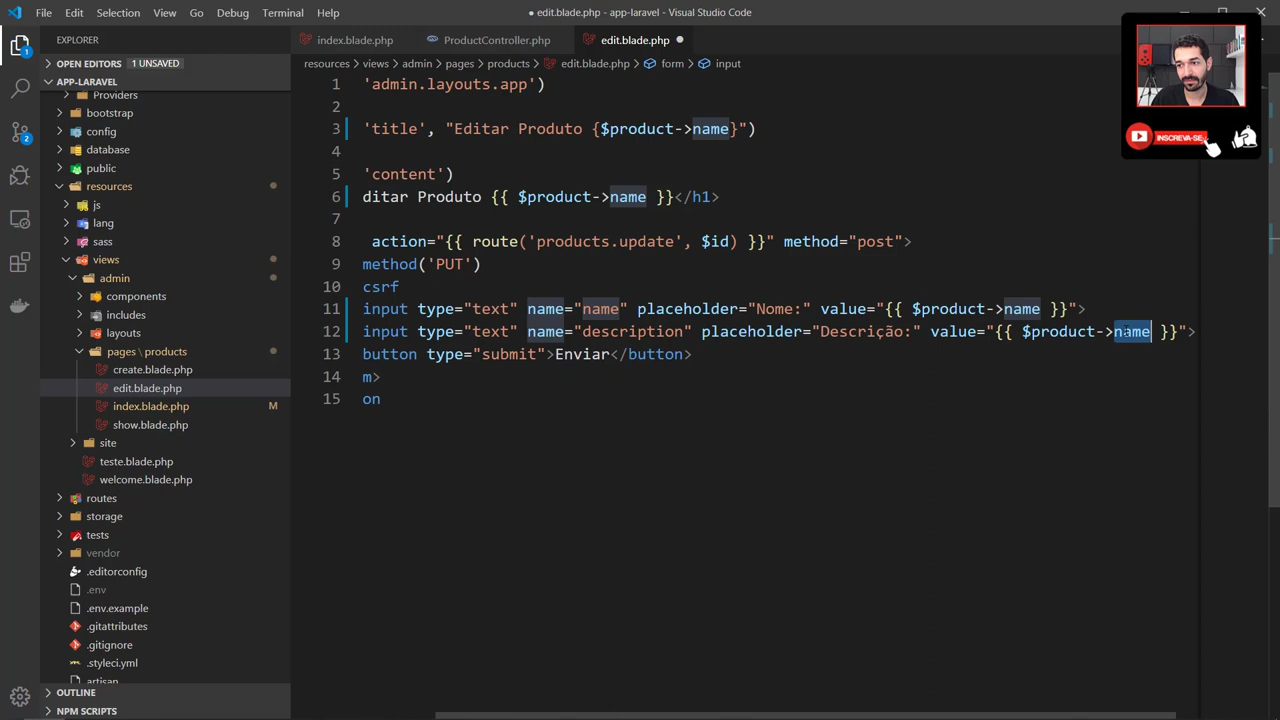 File Edit Selection View Go Debug Terminal Help
● edit.blade.php - app-laravel - Visual Studio Code
EXPLORER
OPEN EDITORS 1 UNSAVED
APP-LARAVEL
Providers
bootstrap
config
database
public
resources
js
lang
sass
views
admin
components
includes
layouts
pages \ products
create.blade.php
edit.blade.php
index.blade.php M
show.blade.php
site
teste.blade.php
welcome.blade.php
routes
storage
tests
vendor
.editorconfig
.env
.env.example
.gitattributes
.gitignore
.styleci.yml
artisan
OUTLINE
NPM SCRIPTS
1
2
index.blade.php ProductController.php edit.blade.php ●
resources > views > admin > pages > products > edit.blade.php > form > input
1 'admin.layouts.app')
2
3 'title', "Editar Produto {$product->name}")
4
5 'content')
6 ditar Produto {{ $product->name }}</h1>
7
8 action="{{ route('products.update', $id) }}" method="post">
9 method('PUT')
10 csrf
11 input type="text" name="name" placeholder="Nome:" value="{{ $product->name }}">
12 input type="text" name="description" placeholder="Descrição:" value="{{ $product->name }}">
13 button type="submit">Enviar</button>
14 m>
15 on
INSCREVA-SE